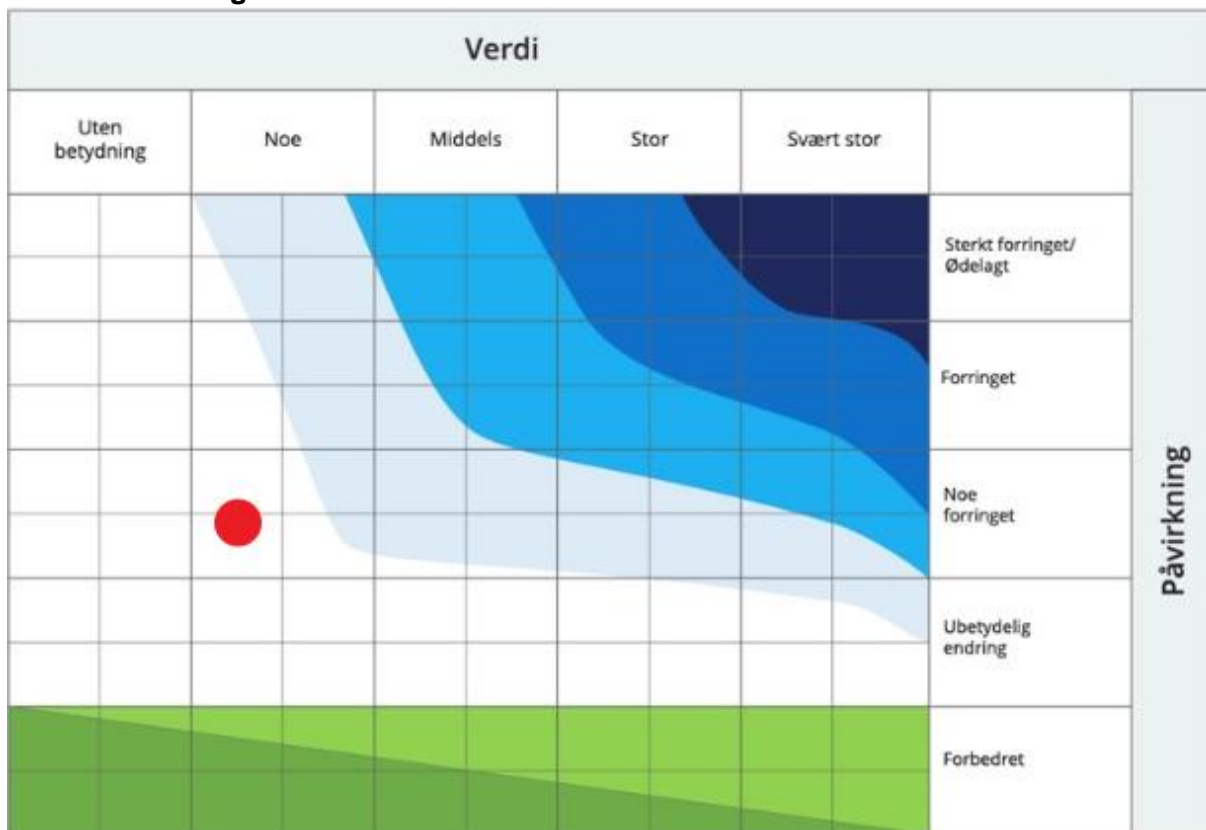 Verdi
Uten
betydning
Noe
Middels
Stor
Svært stor
Sterkt forringet/
Ødelagt
Forringet
Noe
forringet
Ubetydelig
endring
Forbedret
Påvirkning